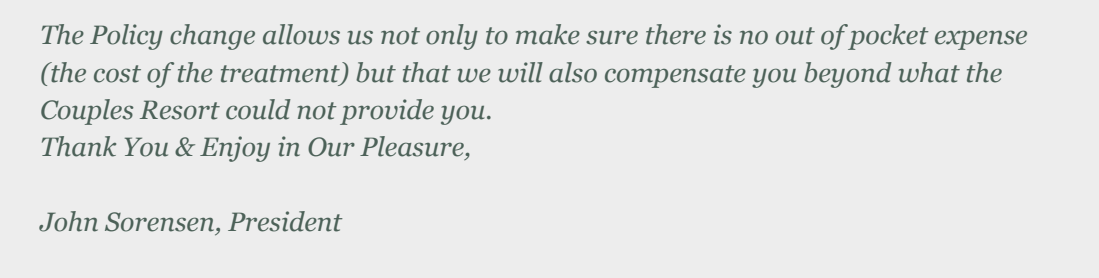 The Policy change allows us not only to make sure there is no out of pocket expense
(the cost of the treatment) but that we will also compensate you beyond what the
Couples Resort could not provide you.
Thank You & Enjoy in Our Pleasure,
John Sorensen, President